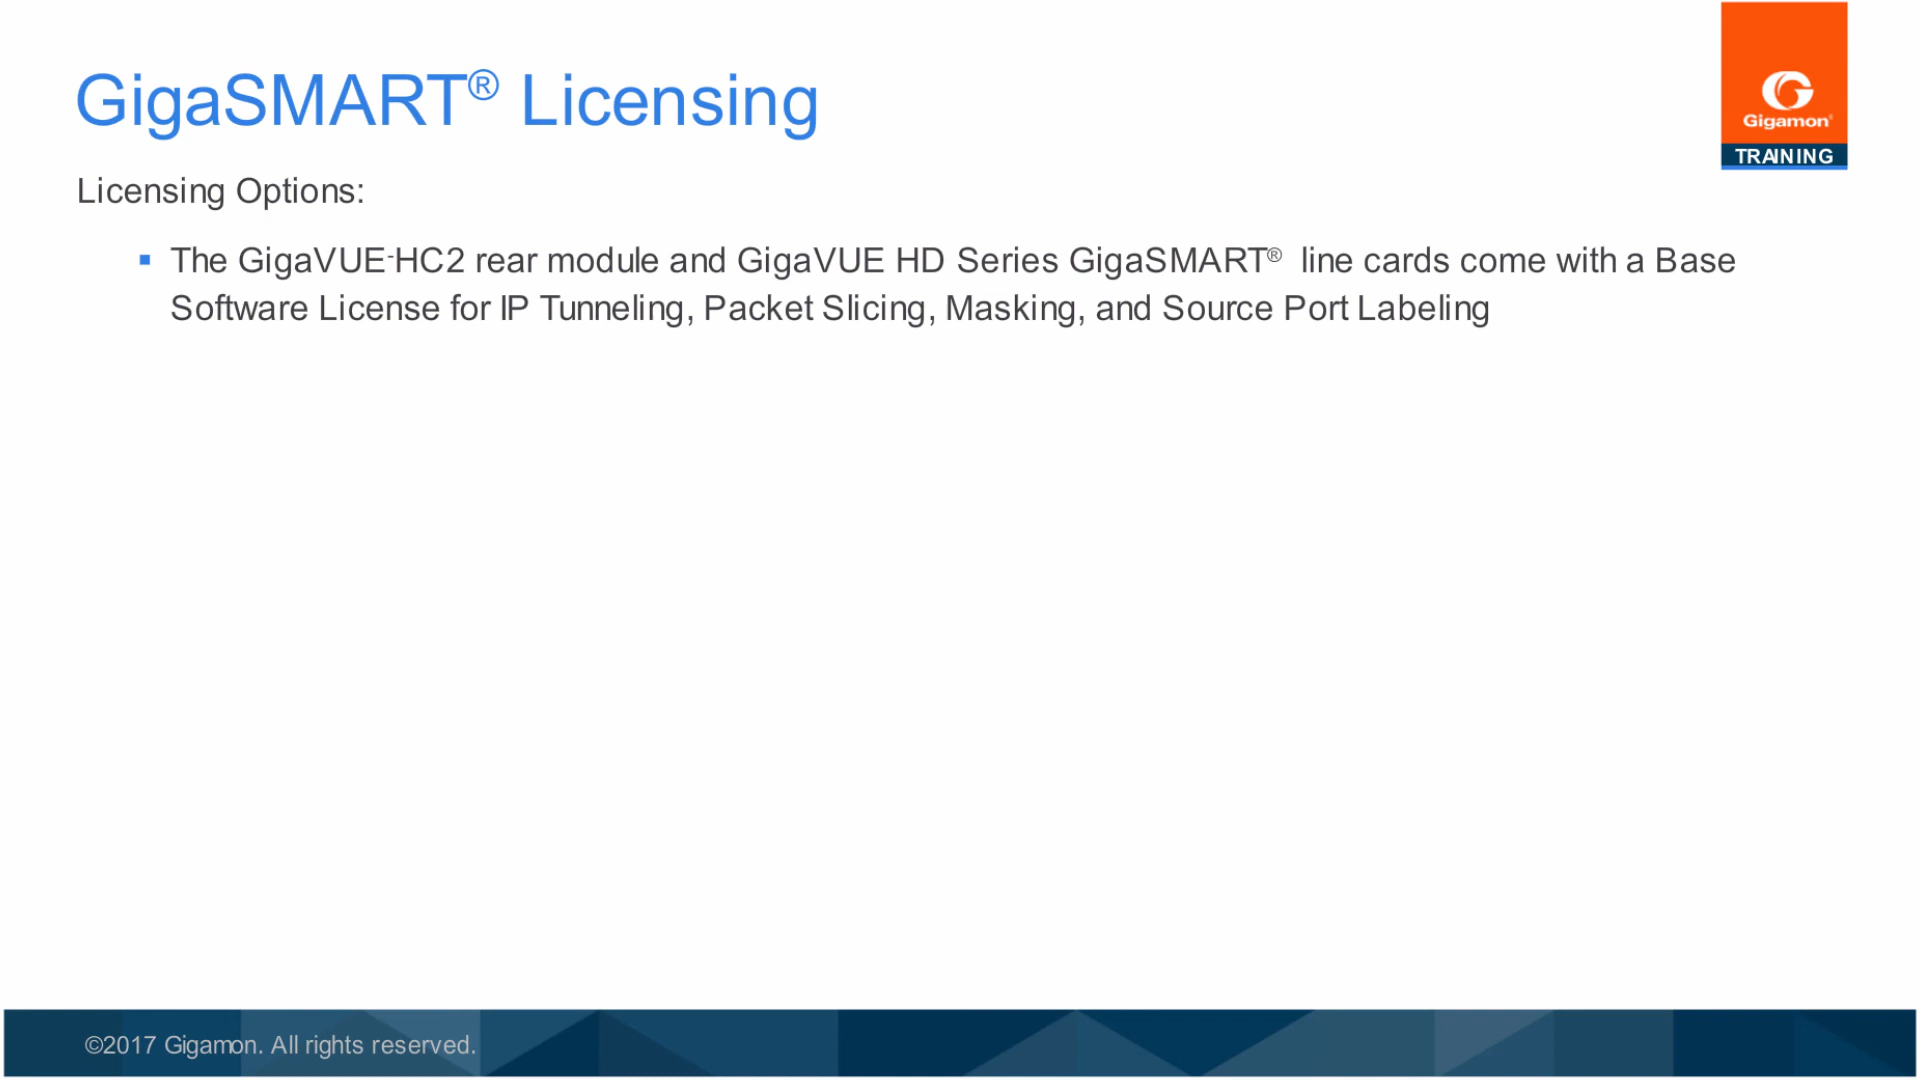 GigaSMART® Licensing
Gigamon®
TRAINING
Licensing Options:
▪ The GigaVUE-HC2 rear module and GigaVUE HD Series GigaSMART® line cards come with a Base
Software License for IP Tunneling, Packet Slicing, Masking, and Source Port Labeling
©2017 Gigamon. All rights reserved.